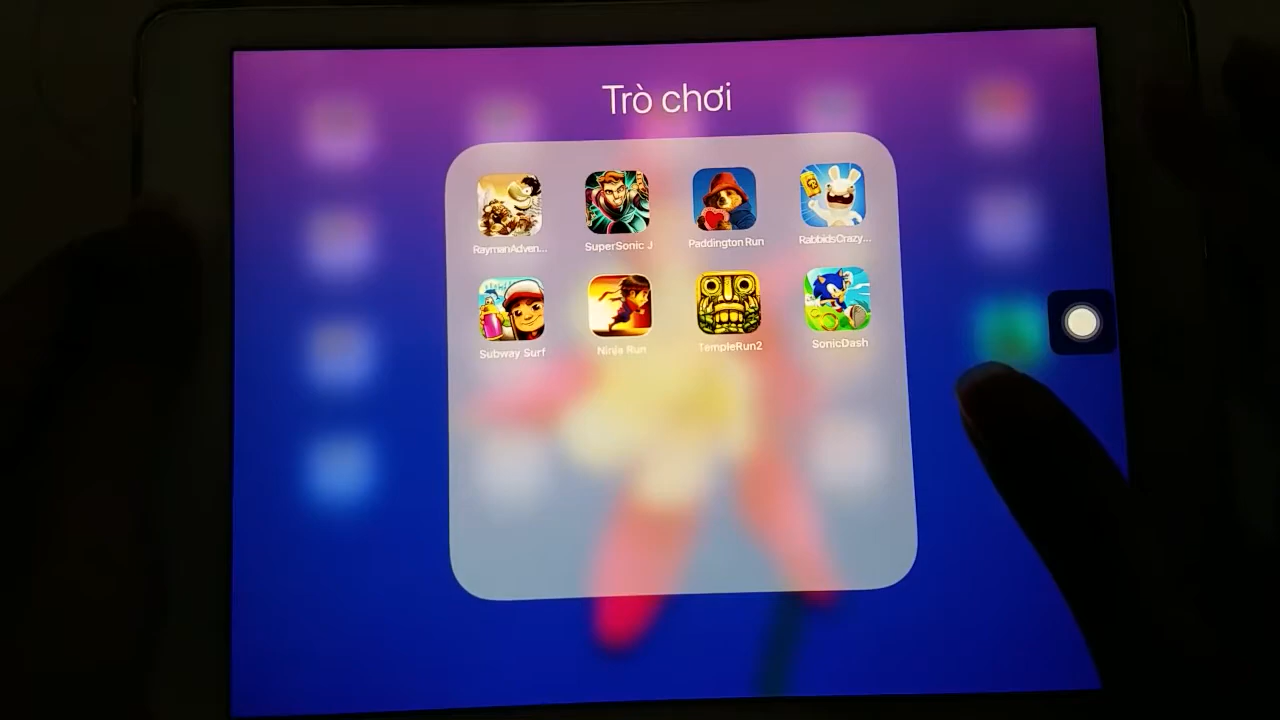 Trò chơi
RaymanAdven... SuperSonic J Paddington Run RabbidsCrazy...
Subway Surf Ninja Run TempleRun2 SonicDash